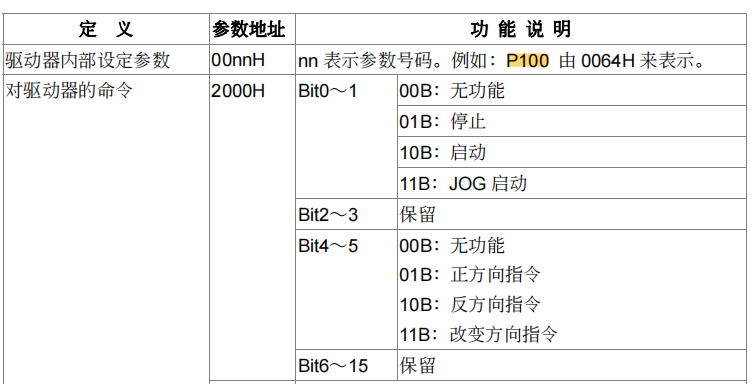 定 义 参数地址 功 能 说 明
驱动器内部设定参数 00nnH nn 表示参数号码。例如：P100 由 0064H 来表示。
对驱动器的命令 2000H Bit0～1 00B：无功能
01B：停止
10B：启动
11B：JOG 启动
Bit2～3 保留
Bit4～5 00B：无功能
01B：正方向指令
10B：反方向指令
11B：改变方向指令
Bit6～15 保留